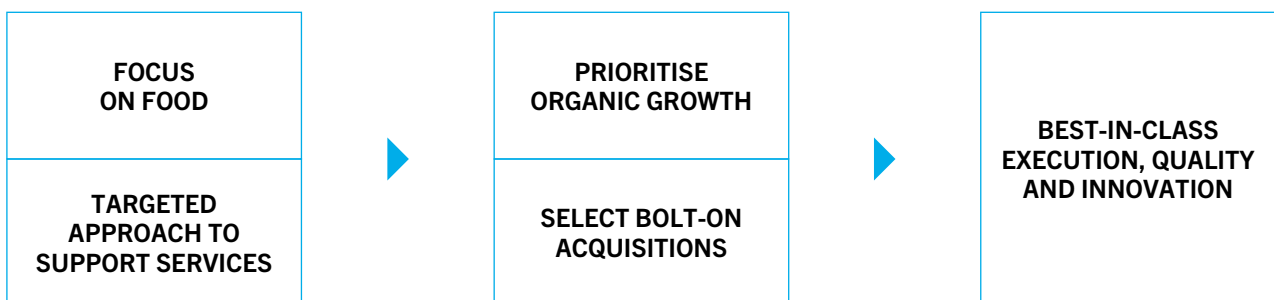 FOCUS
ON FOOD
TARGETED
APPROACH TO
SUPPORT SERVICES
PRIORITISE
ORGANIC GROWTH
SELECT BOLT-ON
ACQUISITIONS
BEST-IN-CLASS
EXECUTION, QUALITY
AND INNOVATION